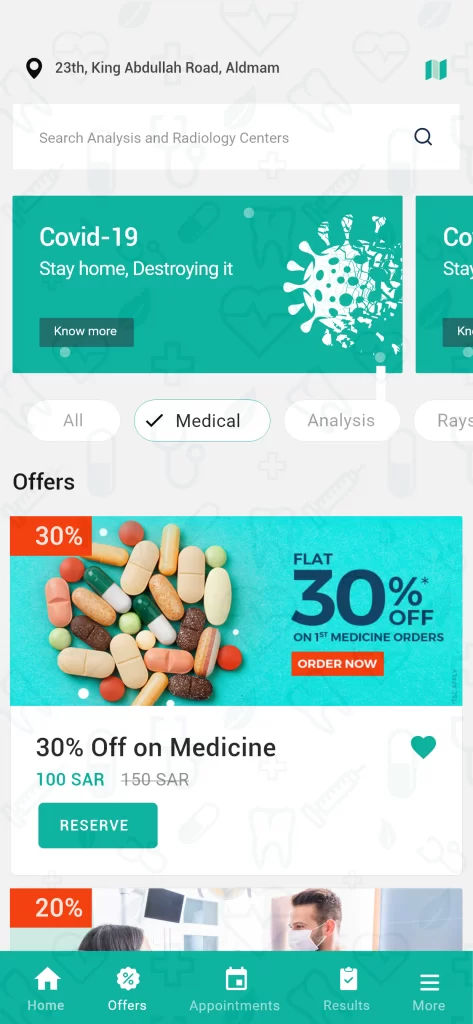 23th, King Abdullah Road, Aldmam
Search Analysis and Radiology Centers
Covid-19
Stay home, Destroying it
Know more
Co
Stay
Kn
All
Medical
Analysis
Rays
Offers
30%
FLAT
30%*
OFF
ON 1ST MEDICINE ORDERS
ORDER NOW
30% Off on Medicine
100 SAR 150 SAR
RESERVE
20%
Home
Offers
Appointments
Results
More